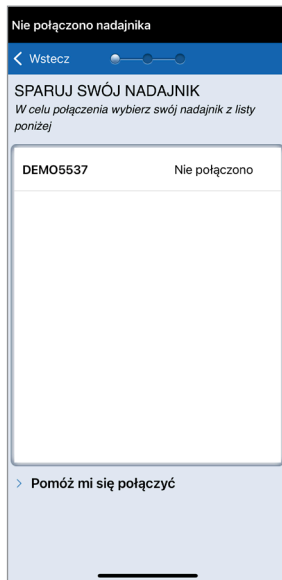 Nie połączono nadajnika
Wstecz
SPARUJ SWÓJ NADAJNIK
W celu połączenia wybierz swój nadajnik z listy
poniżej
DEMO5537 Nie połączono
Pomóż mi się połączyć